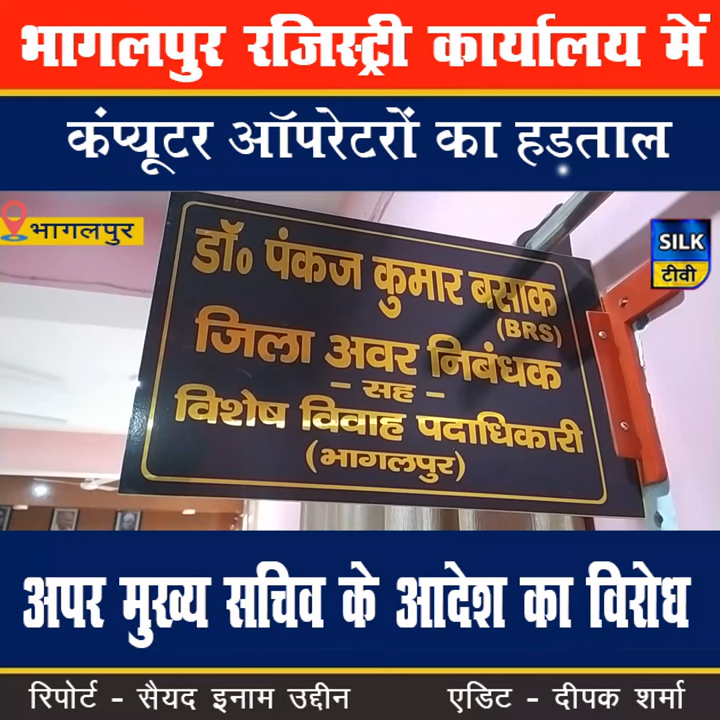 भागलपुर रजिस्ट्री कार्यालय में
कंप्यूटर ऑपरेटरों का हड़ताल
भागलपुर
SILK
टीवी
डॉ० पंकज कुमार बसाक
(BRS)
जिला अवर निबंधक
- सह -
विशेष विवाह पदाधिकारी
(भागलपुर)
अपर मुख्य सचिव के आदेश का विरोध
रिपोर्ट - सैयद इनाम उद्दीन एडिट - दीपक शर्मा